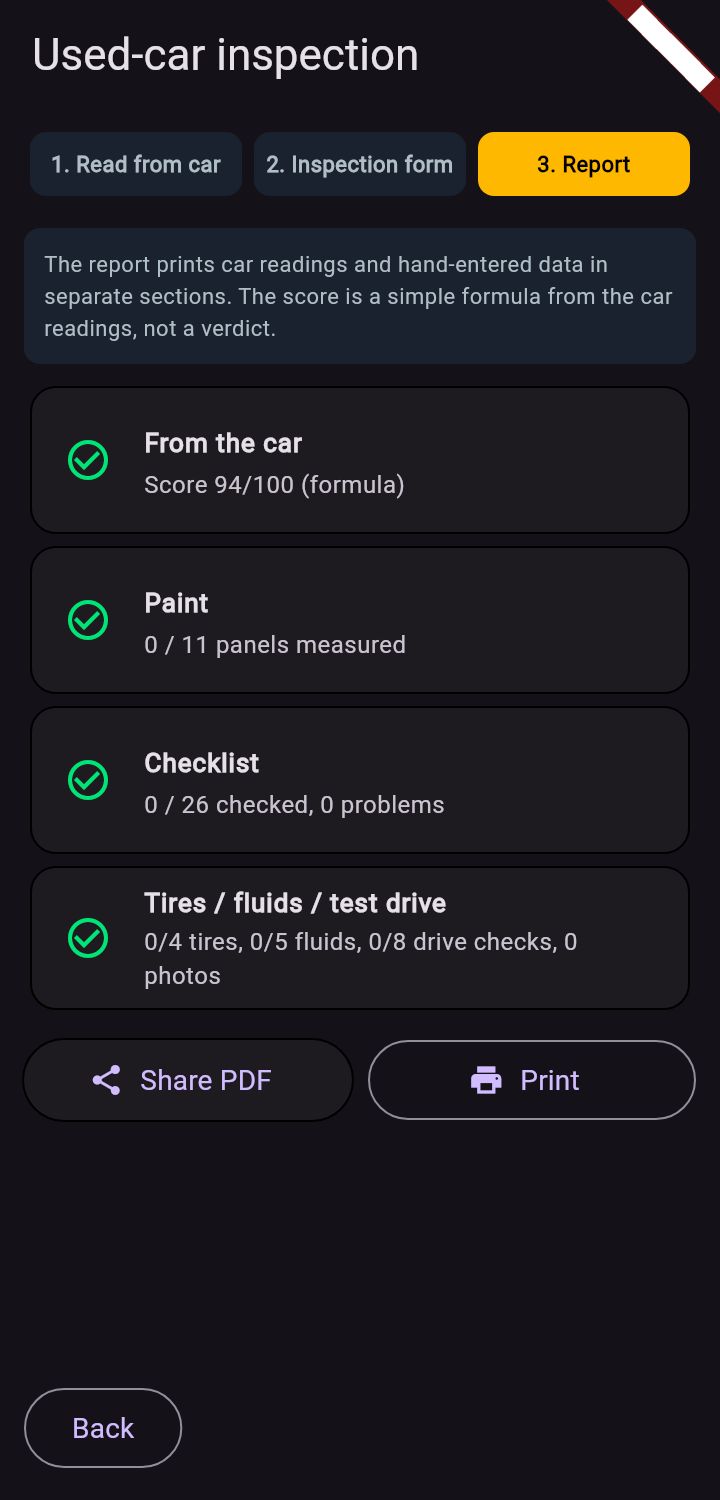 Used-car inspection
1. Read from car
2. Inspection form
3. Report
The report prints car readings and hand-entered data in
separate sections. The score is a simple formula from the car
readings, not a verdict.
From the car
Score 94/100 (formula)
Paint
0 / 11 panels measured
Checklist
0 / 26 checked, 0 problems
Tires / fluids / test drive
0/4 tires, 0/5 fluids, 0/8 drive checks, 0
photos
Share PDF
Print
Back